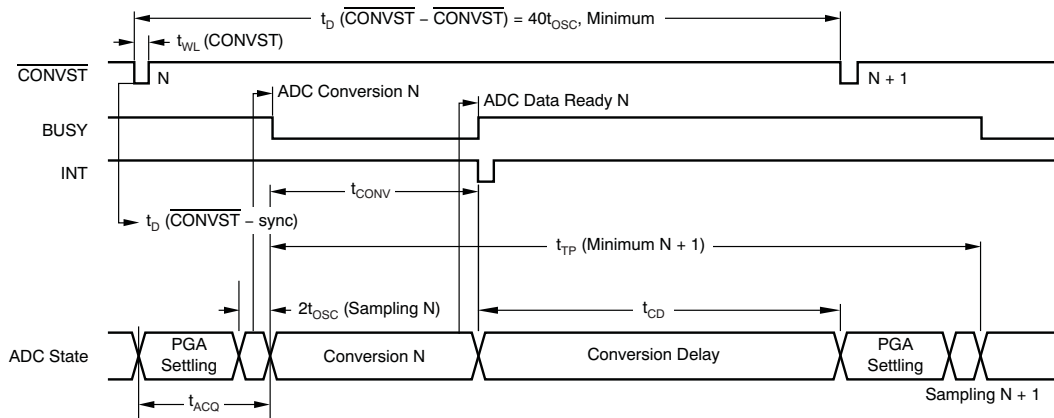 t_D (CONVST – CONVST) = 40t_OSC, Minimum
t_WL (CONVST)
CONVST
N
N + 1
ADC Conversion N
ADC Data Ready N
BUSY
INT
t_CONV
t_D (CONVST – sync)
t_TP (Minimum N + 1)
2t_OSC (Sampling N)
t_CD
ADC State
PGA
Settling
Conversion N
Conversion Delay
PGA
Settling
Sampling N + 1
t_ACQ